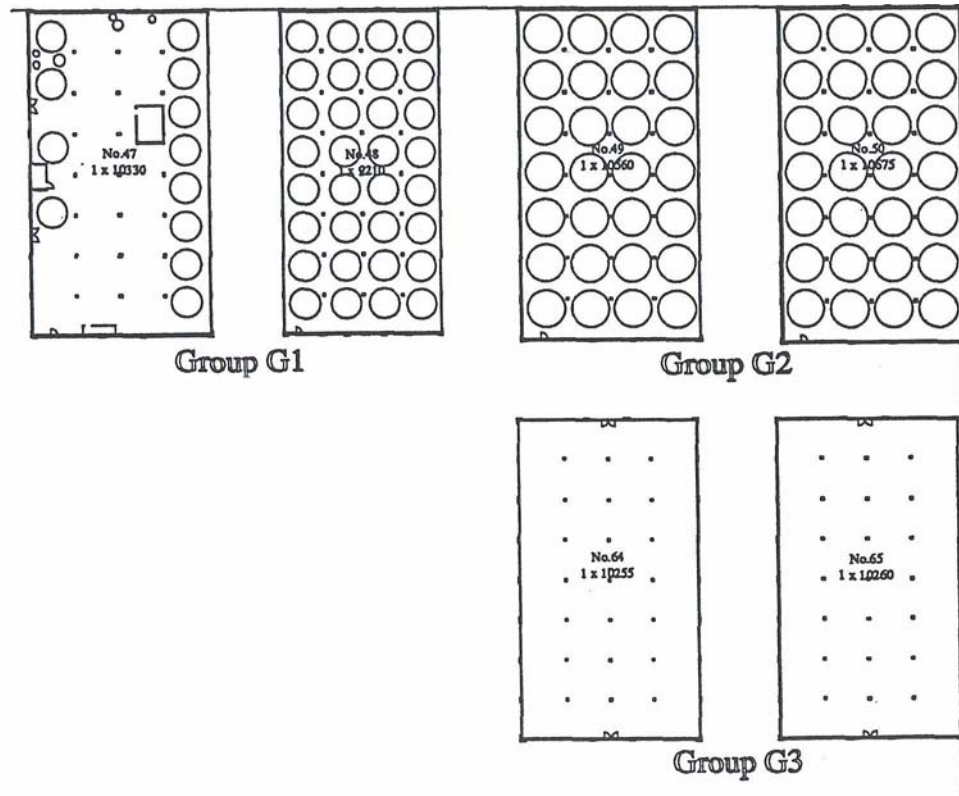 No.47
1 x 10330
No.48
1 x 9210
No.49
1 x 10560
No.50
1 x 10675
Group G1
Group G2
No.64
1 x 10255
No.65
1 x 10260
Group G3